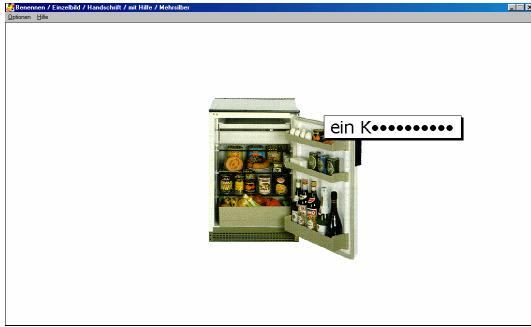 Benennen / Einzelbild / Handschrift / mit Hilfe / Mehrsilber
Optionen Hilfe
ein K••••••••••